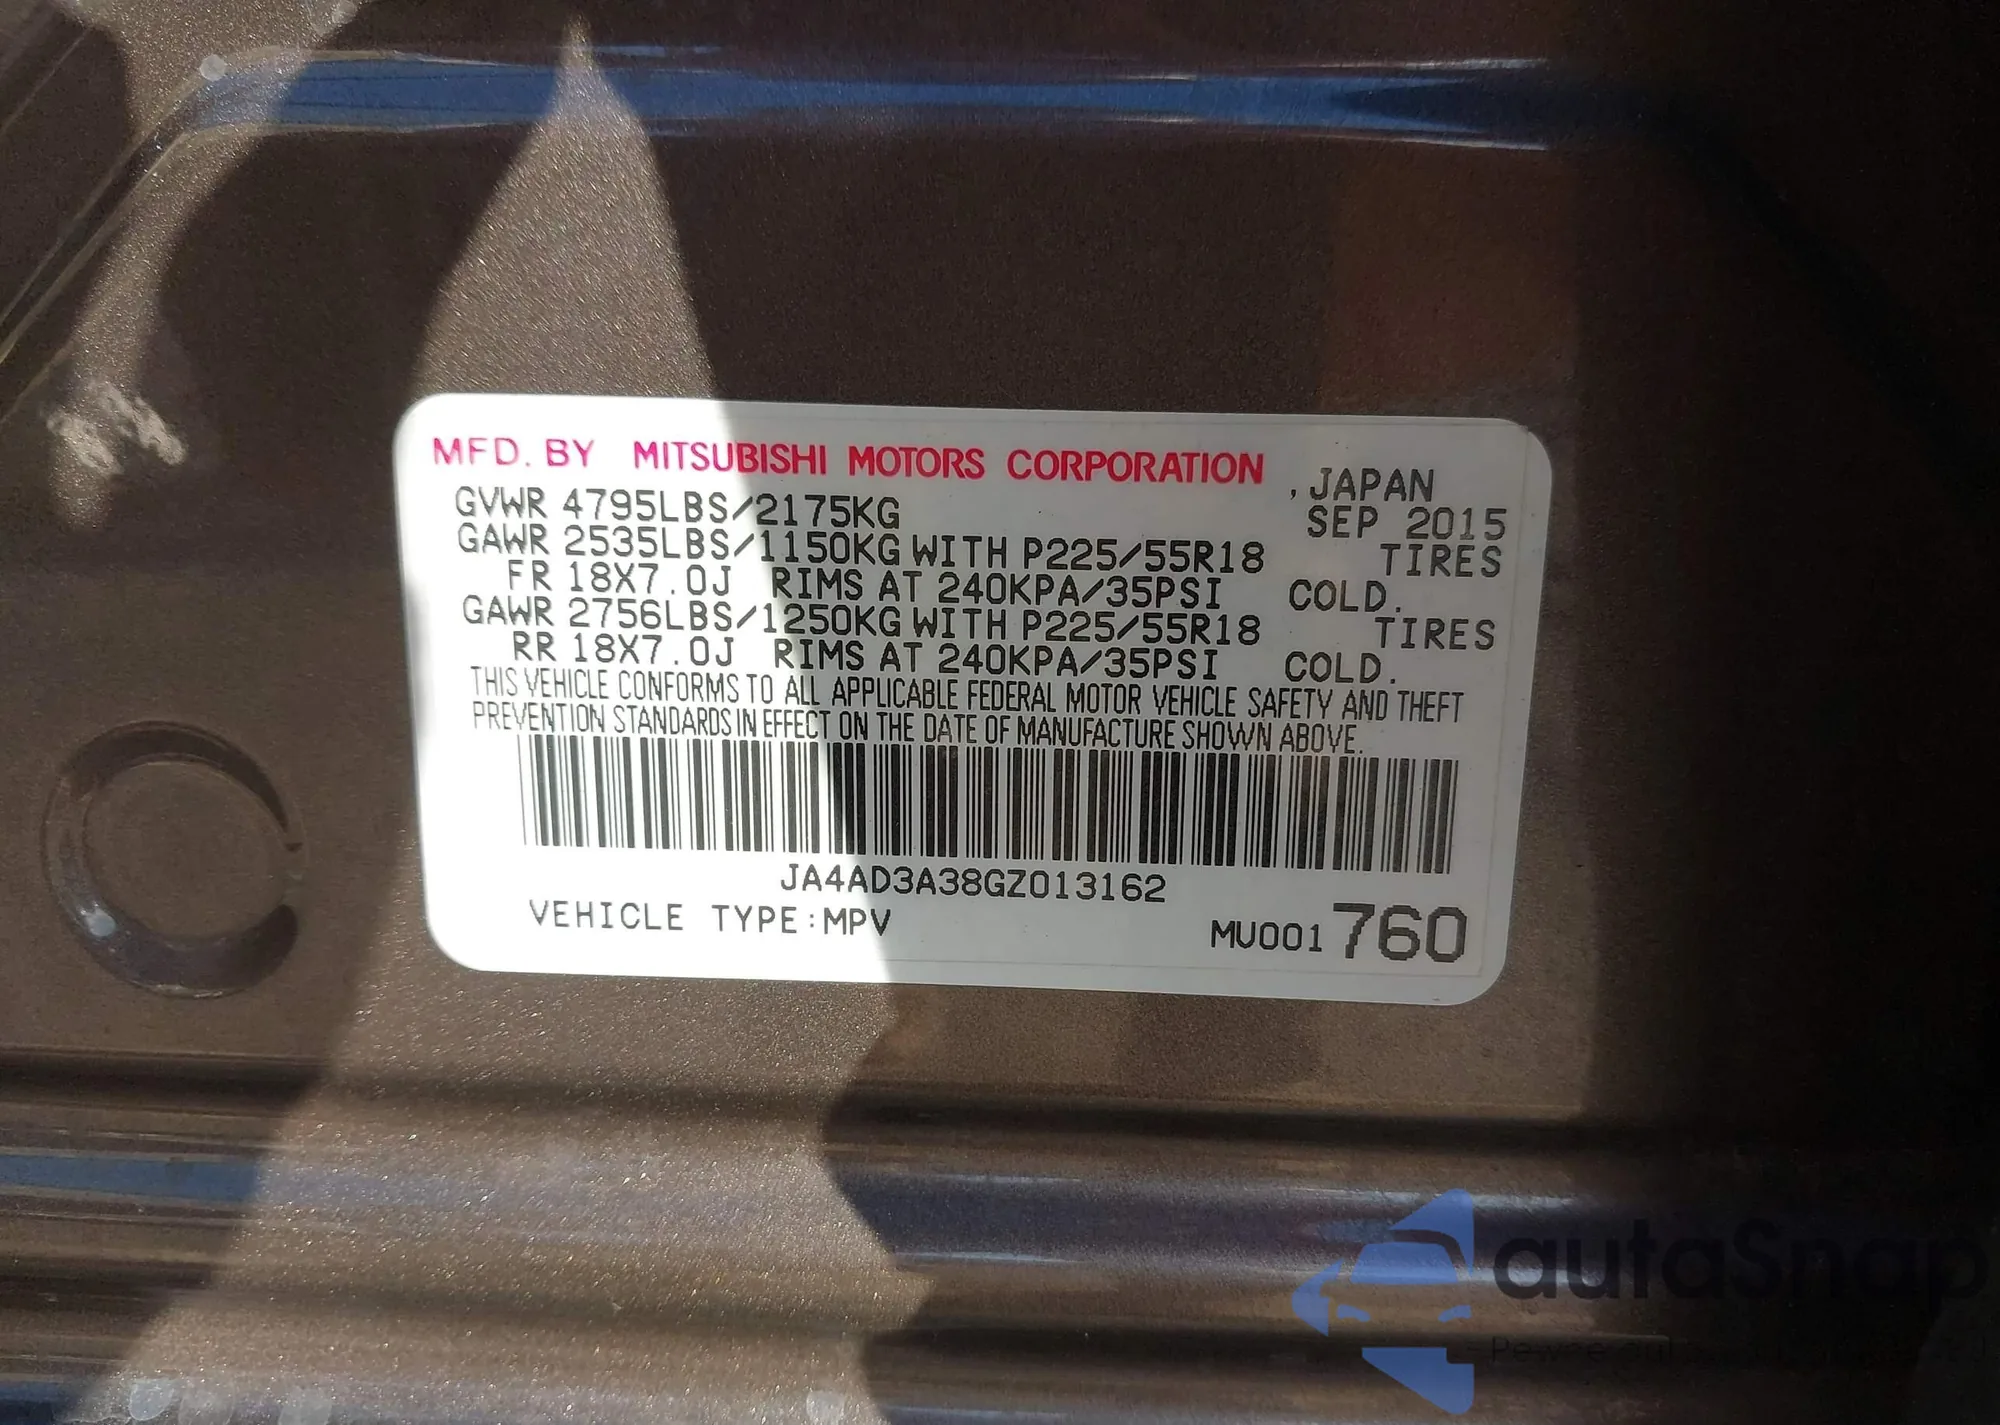 MFD. BY MITSUBISHI MOTORS CORPORATION , JAPAN
GVWR 4795LBS/2175KG SEP 2015
GAWR 2535LBS/1150KG WITH P225/55R18 TIRES
FR 18X7.0J RIMS AT 240KPA/35PSI COLD.
GAWR 2756LBS/1250KG WITH P225/55R18 TIRES
RR 18X7.0J RIMS AT 240KPA/35PSI COLD.
THIS VEHICLE CONFORMS TO ALL APPLICABLE FEDERAL MOTOR VEHICLE SAFETY AND THEFT
PREVENTION STANDARDS IN EFFECT ON THE DATE OF MANUFACTURE SHOWN ABOVE.
JA4AD3A38GZ013162
VEHICLE TYPE:MPV MU001 760
autaSnap